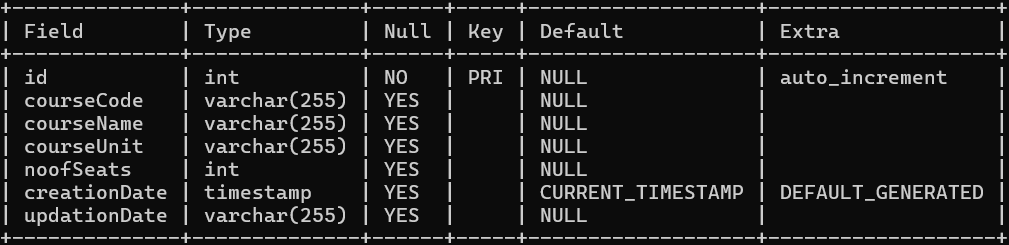 +--------------+--------------+------+-----+-------------------+-------------------+
| Field        | Type         | Null | Key | Default           | Extra             |
+--------------+--------------+------+-----+-------------------+-------------------+
| id           | int          | NO   | PRI | NULL              | auto_increment    |
| courseCode   | varchar(255) | YES  |     | NULL              |                   |
| courseName   | varchar(255) | YES  |     | NULL              |                   |
| courseUnit   | varchar(255) | YES  |     | NULL              |                   |
| noofSeats    | int          | YES  |     | NULL              |                   |
| creationDate | timestamp    | YES  |     | CURRENT_TIMESTAMP | DEFAULT_GENERATED |
| updationDate | varchar(255) | YES  |     | NULL              |                   |
+--------------+--------------+------+-----+-------------------+-------------------+